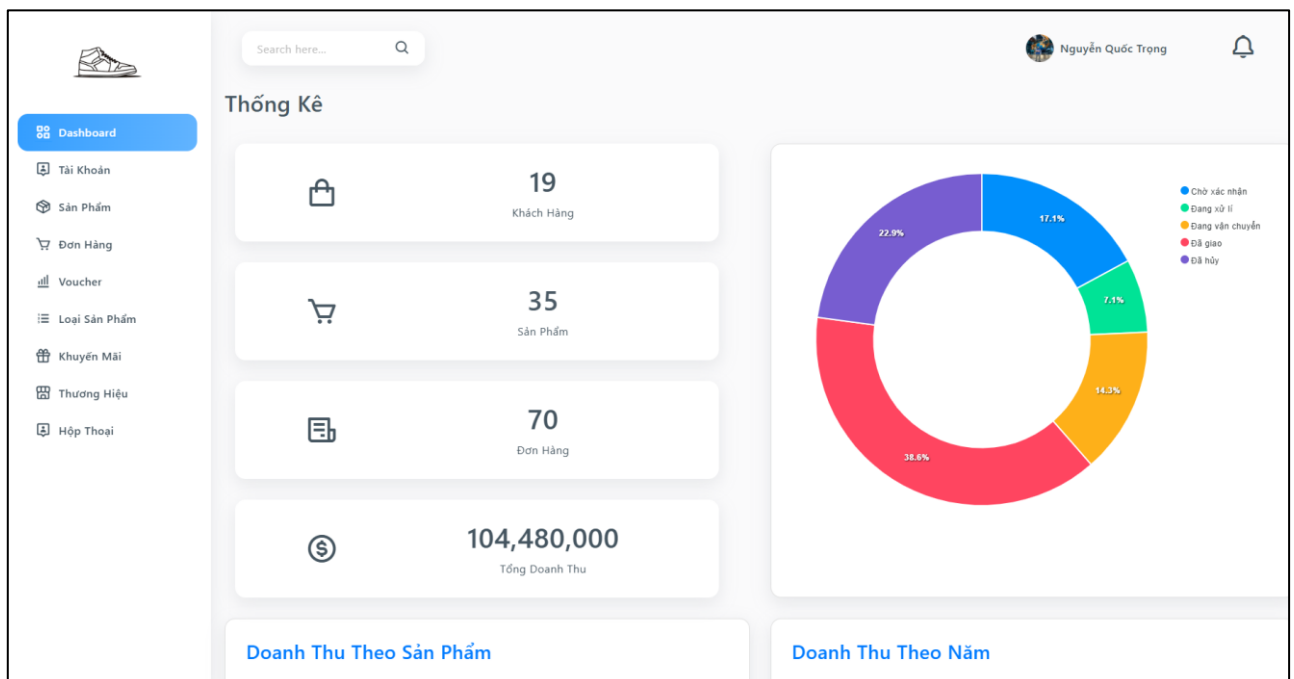 Search here...
Nguyễn Quốc Trọng
Thống Kê
Dashboard
Tài Khoản
Sản Phẩm
Đơn Hàng
Voucher
Loại Sản Phẩm
Khuyến Mãi
Thương Hiệu
Hộp Thoại
19
Khách Hàng
35
Sản Phẩm
70
Đơn Hàng
104,480,000
Tổng Doanh Thu
17.1%
7.1%
14.3%
38.6%
22.9%
Chờ xác nhận
Đang xử lí
Đang vận chuyển
Đã giao
Đã hủy
Doanh Thu Theo Sản Phẩm
Doanh Thu Theo Năm